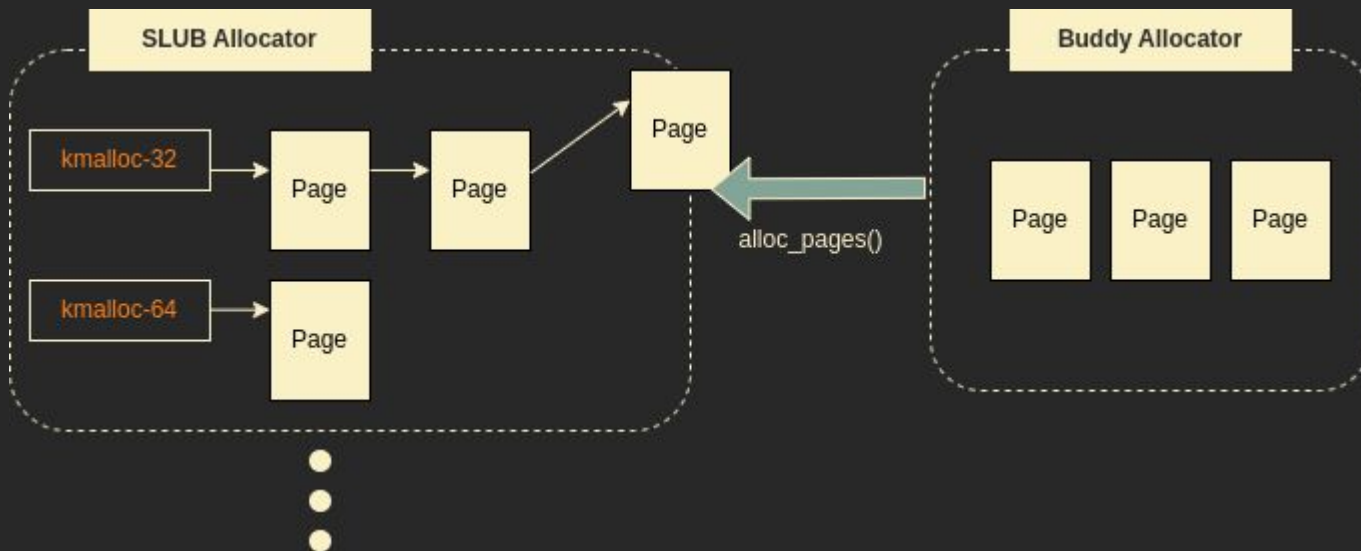 SLUB Allocator
Buddy Allocator
kmalloc-32
Page
Page
Page
alloc_pages()
Page
Page
Page
kmalloc-64
Page